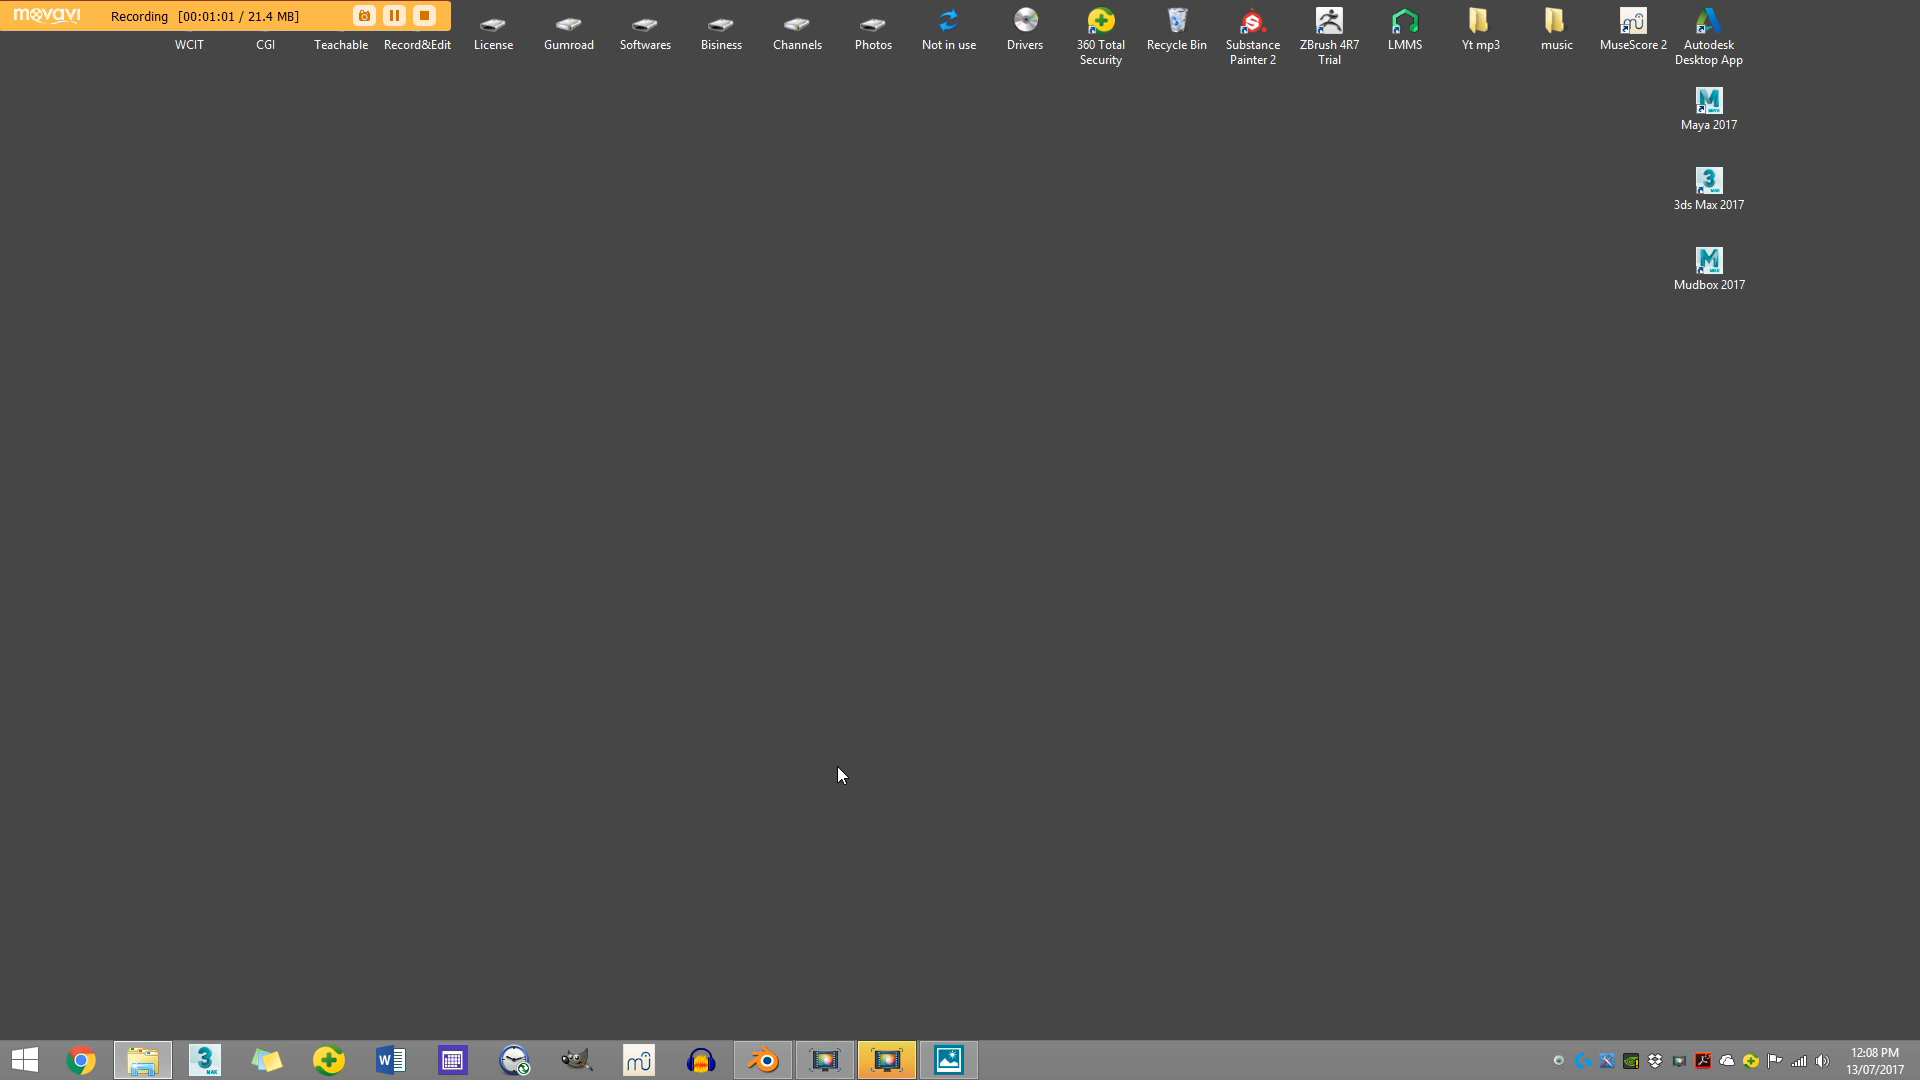 movavi Recording [00:01:01 / 21.4 MB]
WCIT
CGI
Teachable
Record&Edit
License
Gumroad
Softwares
Bisiness
Channels
Photos
Not in use
Drivers
360 Total
Security
Recycle Bin
Substance
Painter 2
ZBrush 4R7
Trial
LMMS
Yt mp3
music
MuseScore 2
Autodesk
Desktop App
Maya 2017
3ds Max 2017
Mudbox 2017
12:08 PM
13/07/2017